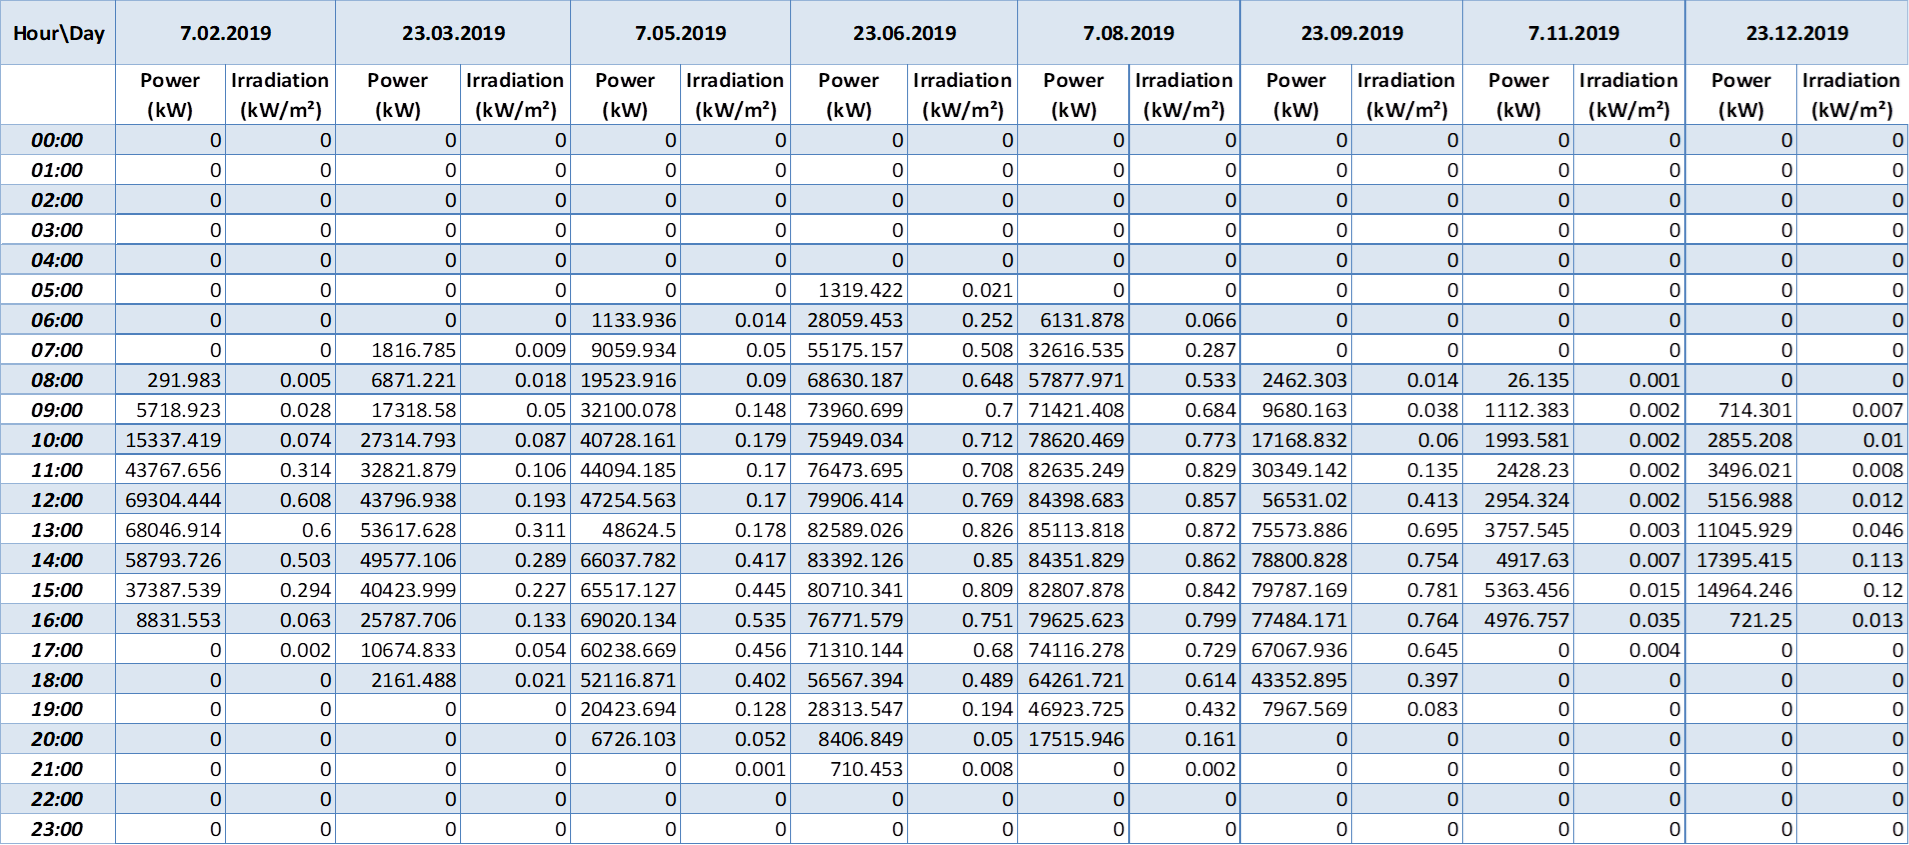 Hour\Day 7.02.2019 23.03.2019 7.05.2019 23.06.2019 7.08.2019 23.09.2019 7.11.2019 23.12.2019
Power Irradiation Power Irradiation Power Irradiation Power Irradiation Power Irradiation Power Irradiation Power Irradiation Power Irradiation
(kW) (kW/m²) (kW) (kW/m²) (kW) (kW/m²) (kW) (kW/m²) (kW) (kW/m²) (kW) (kW/m²) (kW) (kW/m²) (kW) (kW/m²)
00:00 0 0 0 0 0 0 0 0 0 0 0 0 0 0 0 0
01:00 0 0 0 0 0 0 0 0 0 0 0 0 0 0 0 0
02:00 0 0 0 0 0 0 0 0 0 0 0 0 0 0 0 0
03:00 0 0 0 0 0 0 0 0 0 0 0 0 0 0 0 0
04:00 0 0 0 0 0 0 0 0 0 0 0 0 0 0 0 0
05:00 0 0 0 0 0 0 1319.422 0.021 0 0 0 0 0 0 0 0
06:00 0 0 0 0 1133.936 0.014 28059.453 0.252 6131.878 0.066 0 0 0 0 0 0
07:00 0 0 1816.785 0.009 9059.934 0.05 55175.157 0.508 32616.535 0.287 0 0 0 0 0 0
08:00 291.983 0.005 6871.221 0.018 19523.916 0.09 68630.187 0.648 57877.971 0.533 2462.303 0.014 26.135 0.001 0 0
09:00 5718.923 0.028 17318.58 0.05 32100.078 0.148 73960.699 0.7 71421.408 0.684 9680.163 0.038 1112.383 0.002 714.301 0.007
10:00 15337.419 0.074 27314.793 0.087 40728.161 0.179 75949.034 0.712 78620.469 0.773 17168.832 0.06 1993.581 0.002 2855.208 0.01
11:00 43767.656 0.314 32821.879 0.106 44094.185 0.17 76473.695 0.708 82635.249 0.829 30349.142 0.135 2428.23 0.002 3496.021 0.008
12:00 69304.444 0.608 43796.938 0.193 47254.563 0.17 79906.414 0.769 84398.683 0.857 56531.02 0.413 2954.324 0.002 5156.988 0.012
13:00 68046.914 0.6 53617.628 0.311 48624.5 0.178 82589.026 0.826 85113.818 0.872 75573.886 0.695 3757.545 0.003 11045.929 0.046
14:00 58793.726 0.503 49577.106 0.289 66037.782 0.417 83392.126 0.85 84351.829 0.862 78800.828 0.754 4917.63 0.007 17395.415 0.113
15:00 37387.539 0.294 40423.999 0.227 65517.127 0.445 80710.341 0.809 82807.878 0.842 79787.169 0.781 5363.456 0.015 14964.246 0.12
16:00 8831.553 0.063 25787.706 0.133 69020.134 0.535 76771.579 0.751 79625.623 0.799 77484.171 0.764 4976.757 0.035 721.25 0.013
17:00 0 0.002 10674.833 0.054 60238.669 0.456 71310.144 0.68 74116.278 0.729 67067.936 0.645 0 0.004 0 0
18:00 0 0 2161.488 0.021 52116.871 0.402 56567.394 0.489 64261.721 0.614 43352.895 0.397 0 0 0 0
19:00 0 0 0 0 20423.694 0.128 28313.547 0.194 46923.725 0.432 7967.569 0.083 0 0 0 0
20:00 0 0 0 0 6726.103 0.052 8406.849 0.05 17515.946 0.161 0 0 0 0 0 0
21:00 0 0 0 0 0 0.001 710.453 0.008 0 0.002 0 0 0 0 0 0
22:00 0 0 0 0 0 0 0 0 0 0 0 0 0 0 0 0
23:00 0 0 0 0 0 0 0 0 0 0 0 0 0 0 0 0